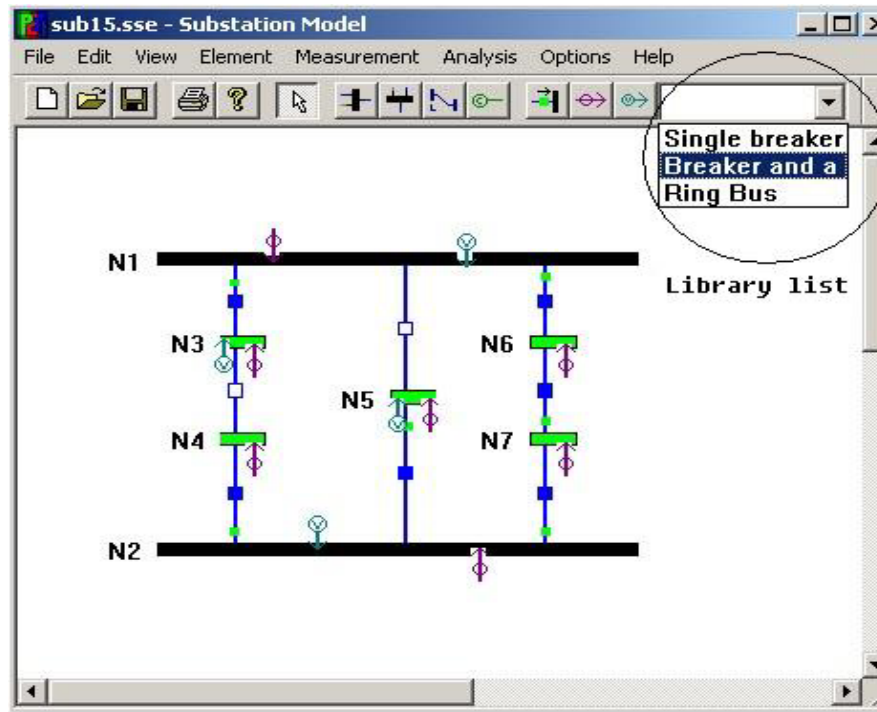 sub15.sse - Substation Model
File Edit View Element Measurement Analysis Options Help
Single breaker
Breaker and a
Ring Bus
Library list
N1
N3
N6
N5
N4
N7
N2